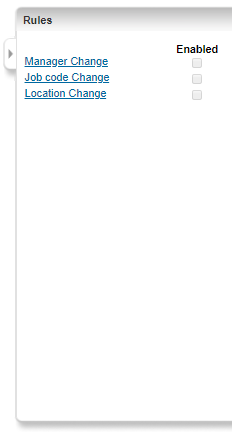 Rules
Enabled
Manager Change
Job code Change
Location Change